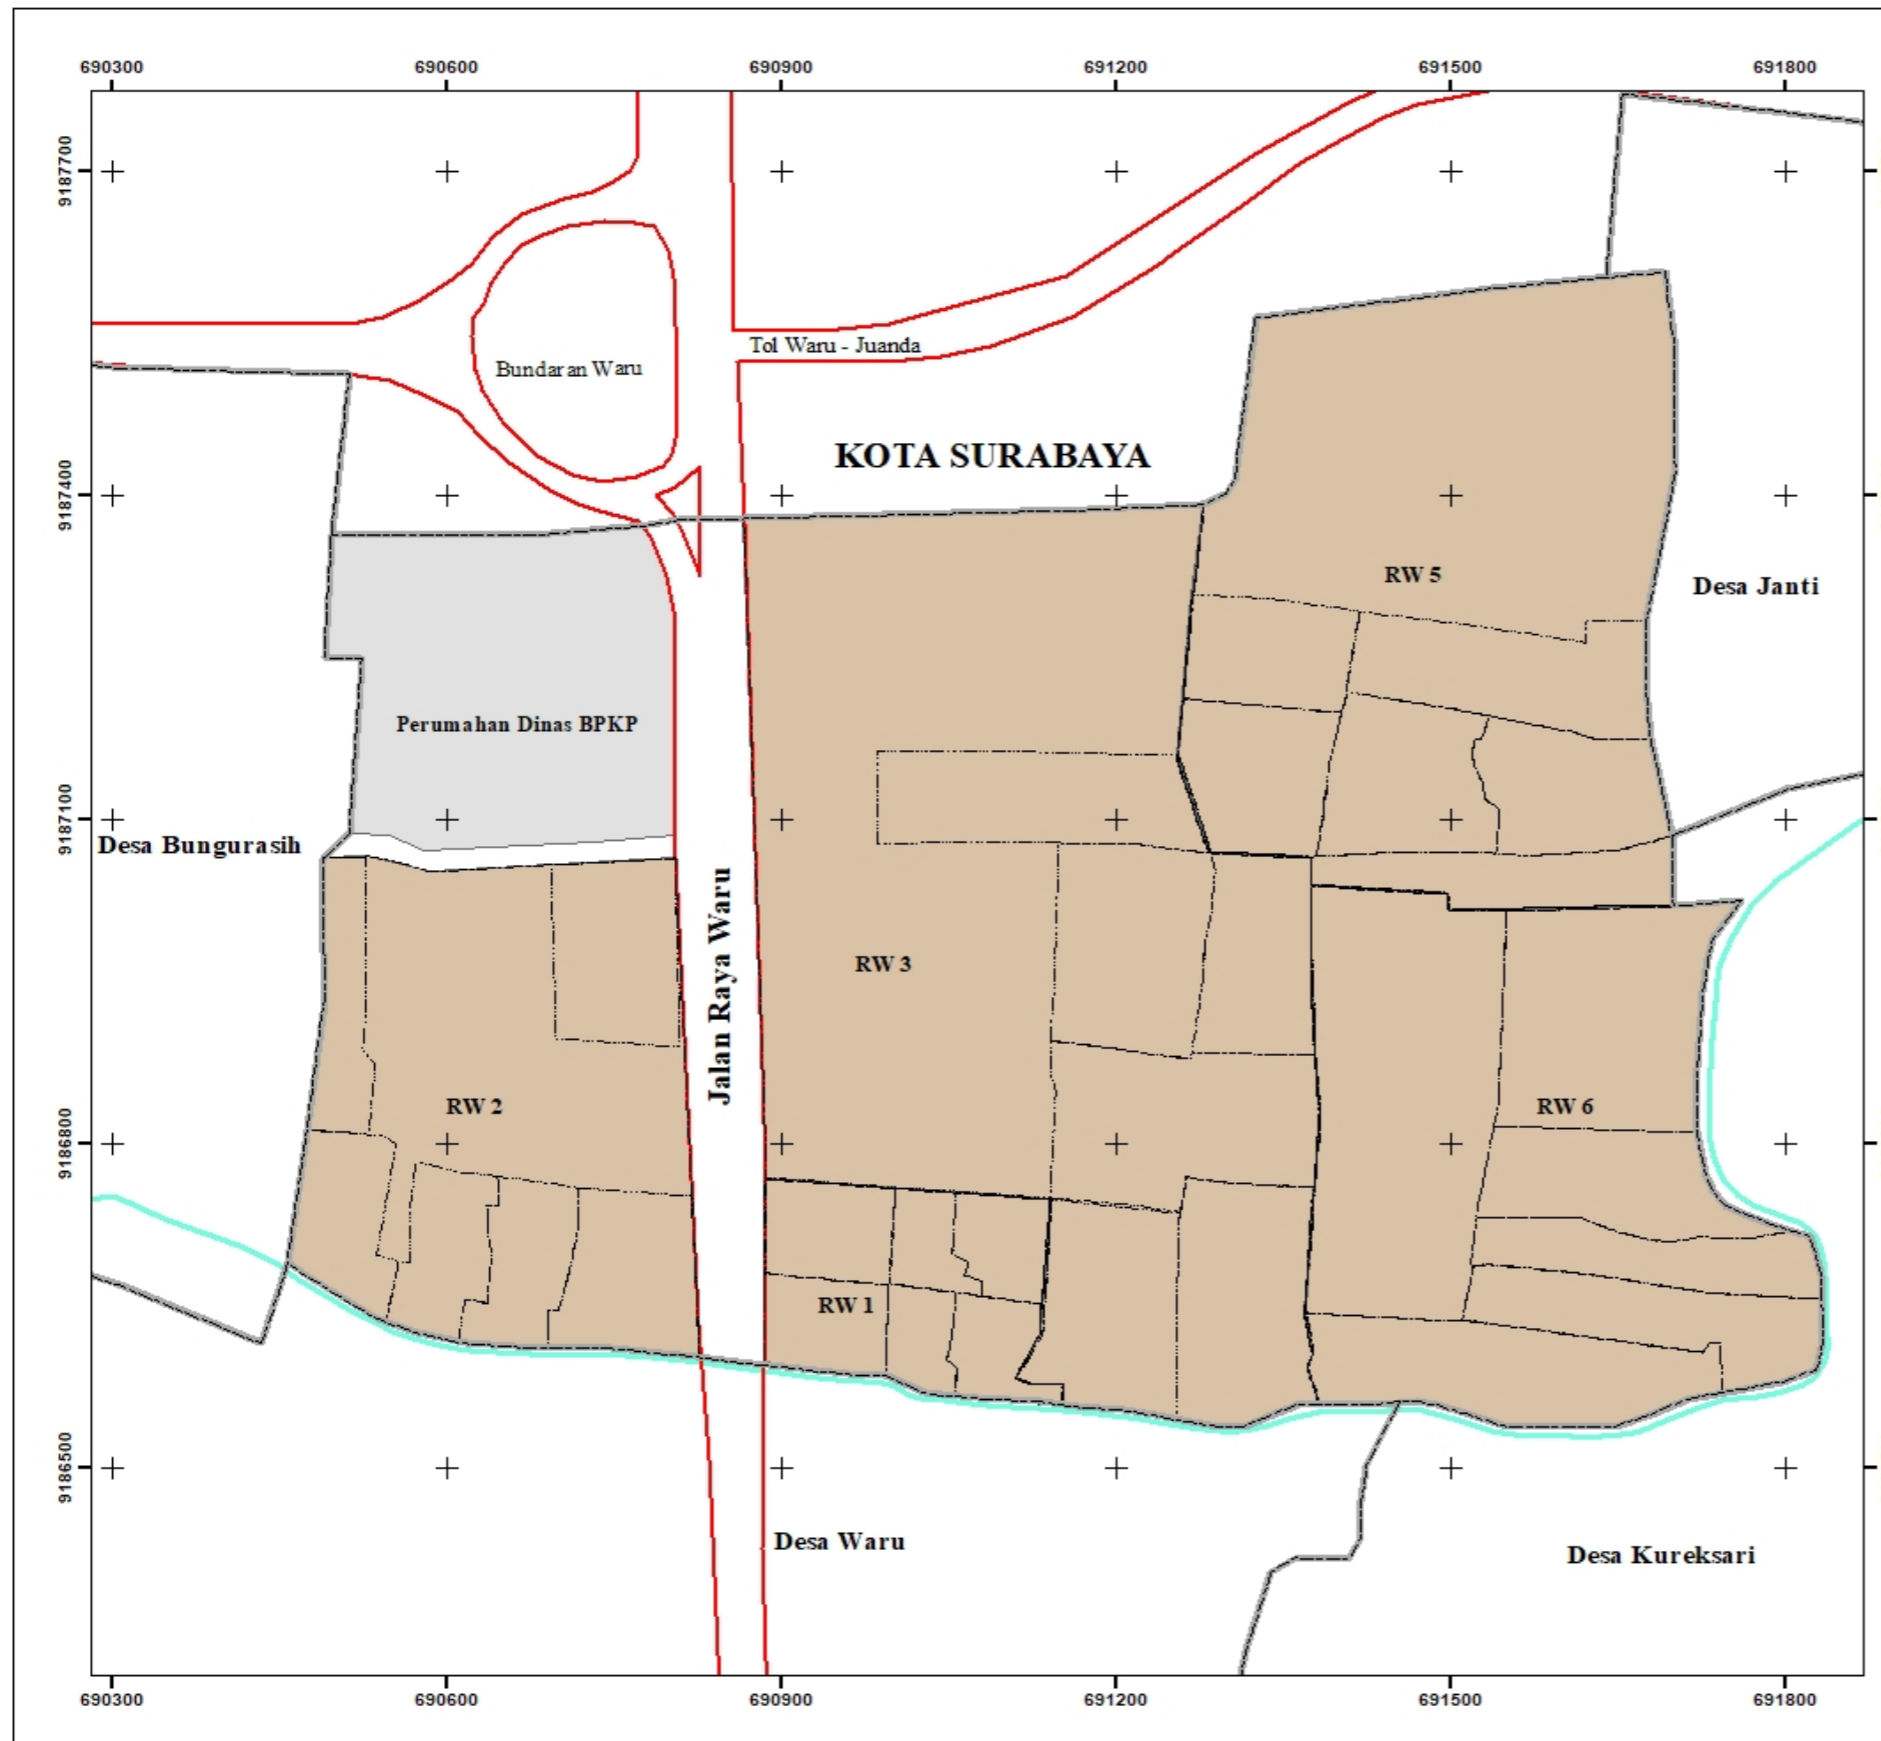 690300 690600 690900 691200 691500 691800
9187700
Tol Waru - Juanda
Bundaran Waru
KOTA SURABAYA
9187400
RW 5
Desa Janti
Perumahan Dinas BPKP
9187100
Desa Bungurasih
Jalan Raya Waru
RW 3
RW 2
RW 6
9186800
RW 1
9186500
Desa Waru
Desa Kureksari
690300 690600 690900 691200 691500 691800